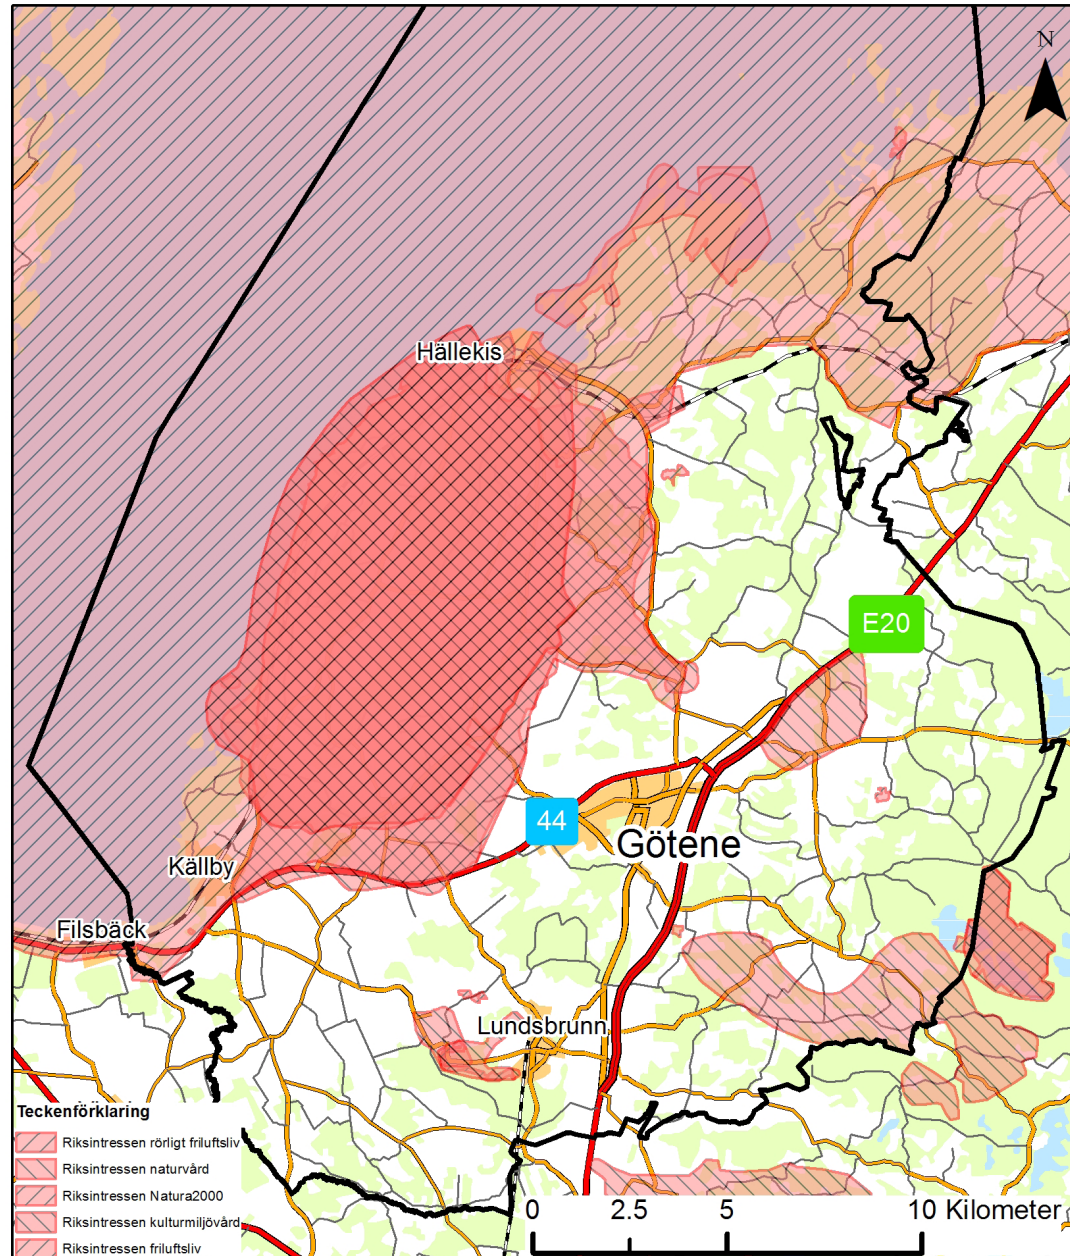 N
Hällekis
E20
44
Götene
Källby
Filsbäck
Lundsbrunn
Teckenförklaring
Riksintressen rörligt friluftsliv
Riksintressen naturvård
Riksintressen Natura2000
Riksintressen kulturmiljövård
Riksintressen friluftsliv
0 2.5 5 10 Kilometer